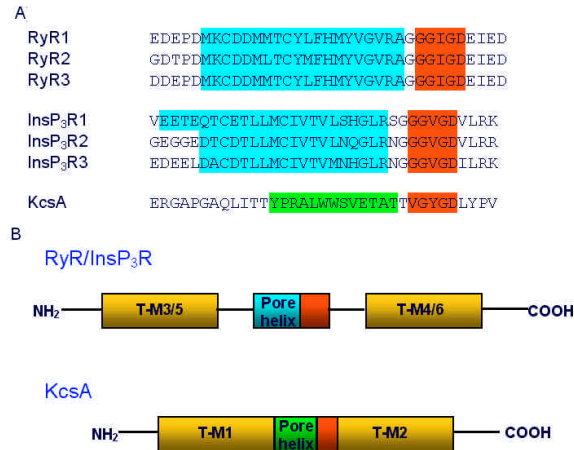 A
RyR1 EDEPDMKCDDMMTCYLFHMYVGVRAGGGIGDEIED
RyR2 GDTPDMKCDDMLTCYMFHMYVGVRAGGGIGDEIED
RyR3 DDEPDMKCDDMMTCYLFHMYVGVRAGGGIGDEIED
InsP3R1 VEETEQTCETLLMCIVTVLSHGLRSGGGVGDVLRK
InsP3R2 GEGGEDTCDTLLMCIVTVLNQGLRNGGGVGDVLRR
InsP3R3 EDEELDACDTLLMCIVTVMNHGLRNGGGVGDILRK
KcsA ERGAPGAQLITTYPRALWWSVETATTVGYGDLYPV
B
RyR/InsP3R
NH2 T-M3/5 Pore helix T-M4/6 COOH
KcsA
NH2 T-M1 Pore helix T-M2 COOH